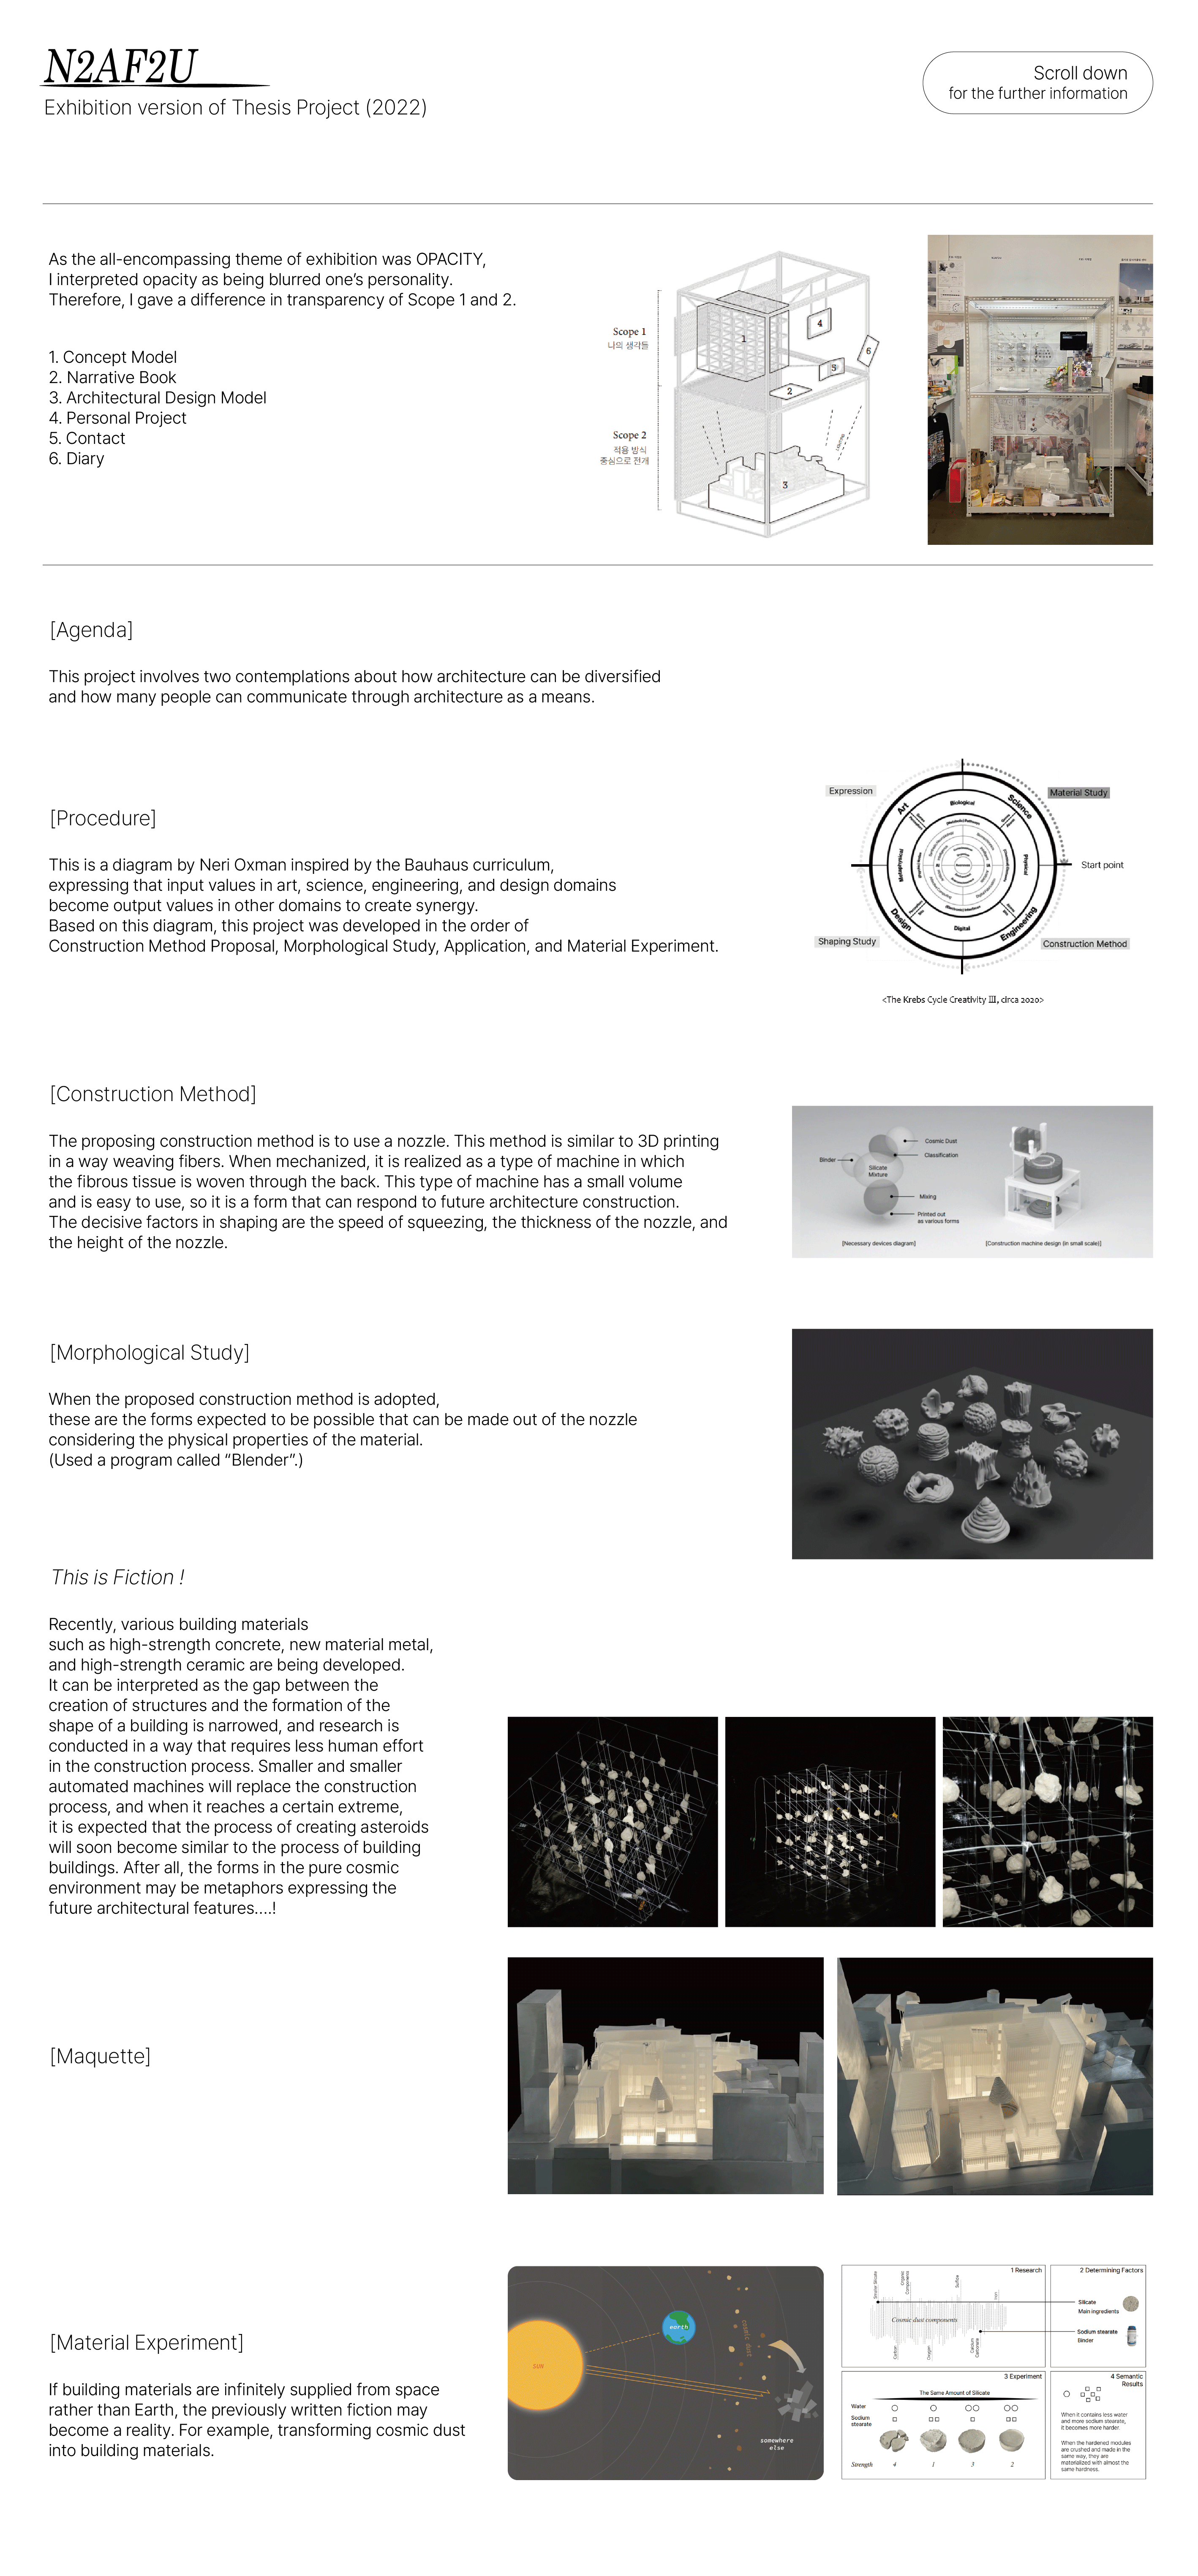 N2AF2U
Exhibition version of Thesis Project (2022)
Scroll down
for the further information
As the all-encompassing theme of exhibition was OPACITY,
I interpreted opacity as being blurred one's personality.
Therefore, I gave a difference in transparency of Scope 1 and 2.
1. Concept Model
2. Narrative Book
3. Architectural Design Model
4. Personal Project
5. Contact
6. Diary
Scope 1
나의 생각들
Scope 2
적용 방식
중심으로 전개
1
4
6
5
2
3
[Agenda]
This project involves two contemplations about how architecture can be diversified
and how many people can communicate through architecture as a means.
[Procedure]
This is a diagram by Neri Oxman inspired by the Bauhaus curriculum,
expressing that input values in art, science, engineering, and design domains
become output values in other domains to create synergy.
Based on this diagram, this project was developed in the order of
Construction Method Proposal, Morphological Study, Application, and Material Experiment.
Expression
Material Study
Start point
Shaping Study
Construction Method
Art
Science
Biological
Metaphysical
Physical
Design
Engineering
Digital
<The Krebs Cycle Creativity III, circa 2020>
[Construction Method]
The proposing construction method is to use a nozzle. This method is similar to 3D printing
in a way weaving fibers. When mechanized, it is realized as a type of machine in which
the fibrous tissue is woven through the back. This type of machine has a small volume
and is easy to use, so it is a form that can respond to future architecture construction.
The decisive factors in shaping are the speed of squeezing, the thickness of the nozzle, and
the height of the nozzle.
Cosmic Dust
Classification
Binder
Silicate
Mixture
Mixing
Printed out
as various forms
[Necessary devices diagram]
[Construction machine design (in small scale)]
[Morphological Study]
When the proposed construction method is adopted,
these are the forms expected to be possible that can be made out of the nozzle
considering the physical properties of the material.
(Used a program called “Blender”.)
This is Fiction !
Recently, various building materials
such as high-strength concrete, new material metal,
and high-strength ceramic are being developed.
It can be interpreted as the gap between the
creation of structures and the formation of the
shape of a building is narrowed, and research is
conducted in a way that requires less human effort
in the construction process. Smaller and smaller
automated machines will replace the construction
process, and when it reaches a certain extreme,
it is expected that the process of creating asteroids
will soon become similar to the process of building
buildings. After all, the forms in the pure cosmic
environment may be metaphors expressing the
future architectural features....!
[Maquette]
[Material Experiment]
If building materials are infinitely supplied from space
rather than Earth, the previously written fiction may
become a reality. For example, transforming cosmic dust
into building materials.
SUN
earth
cosmic dust
somewhere
else
1 Research
Organic
Components
Cosmic dust components
Carbon
Oxygen
Calcium
Carbonate
2 Determining Factors
Silicate
Main ingredients
Sodium stearate
Binder
3 Experiment
The Same Amount of Silicate
Water
Sodium
stearate
Strength
4
1
3
2
4 Semantic
Results
When it contains less water
and more sodium stearate,
it becomes more harder.
When the hardened modules
are crushed and made in the
same way, they are
materialized with almost the
same hardness.